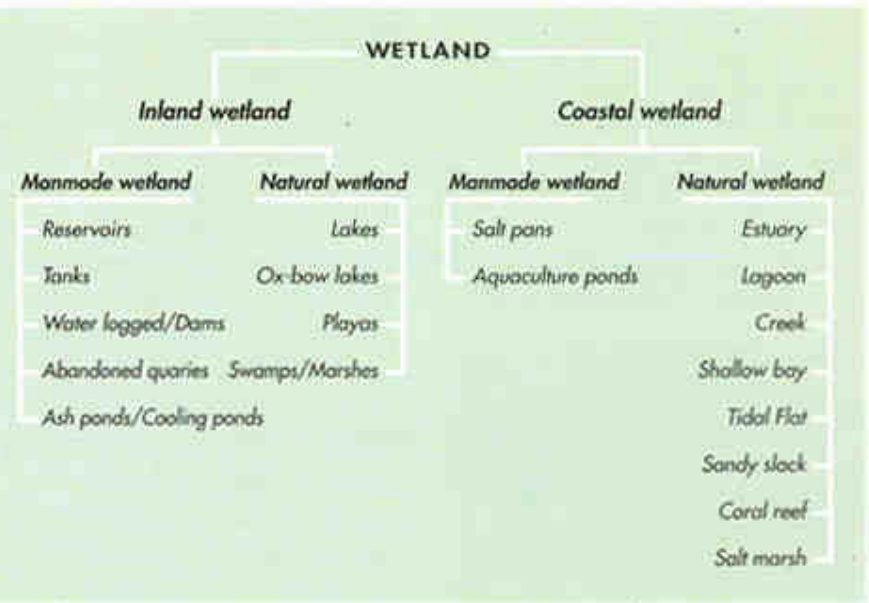 WETLAND
Inland wetland
Coastal wetland
Manmade wetland
Natural wetland
Manmade wetland
Natural wetland
Reservoirs
Lakes
Salt pans
Estuary
Tanks
Ox-bow lakes
Aquaculture ponds
Lagoon
Water logged/Dams
Playas
Creek
Abandoned quaries
Swamps/Marshes
Shallow bay
Ash ponds/Cooling ponds
Tidal Flat
Sandy slack
Coral reef
Salt marsh